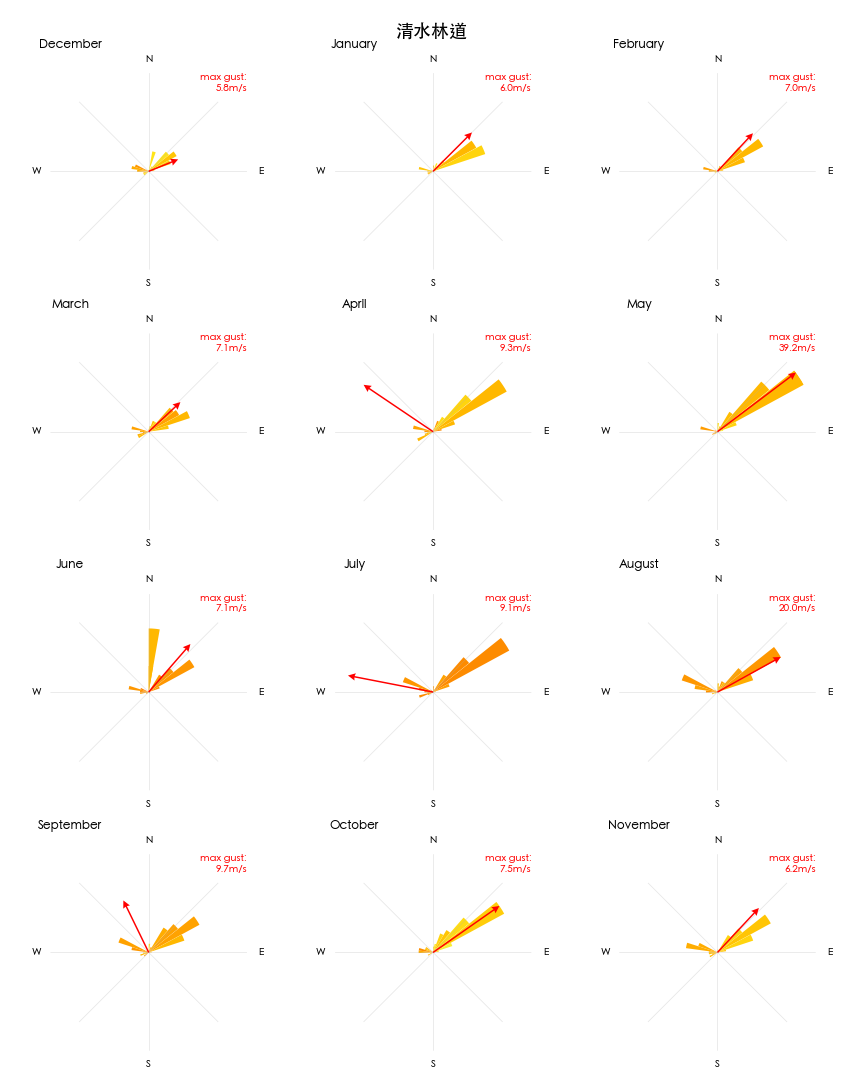 清水林道
December
N
max gust:
5.8m/s
W
E
S
January
N
max gust:
6.0m/s
W
E
S
February
N
max gust:
7.0m/s
W
E
S
March
N
max gust:
7.1m/s
W
E
S
April
N
max gust:
9.3m/s
W
E
S
May
N
max gust:
39.2m/s
W
E
S
June
N
max gust:
7.1m/s
W
E
S
July
N
max gust:
9.1m/s
W
E
S
August
N
max gust:
20.0m/s
W
E
S
September
N
max gust:
9.7m/s
W
E
S
October
N
max gust:
7.5m/s
W
E
S
November
N
max gust:
6.2m/s
W
E
S